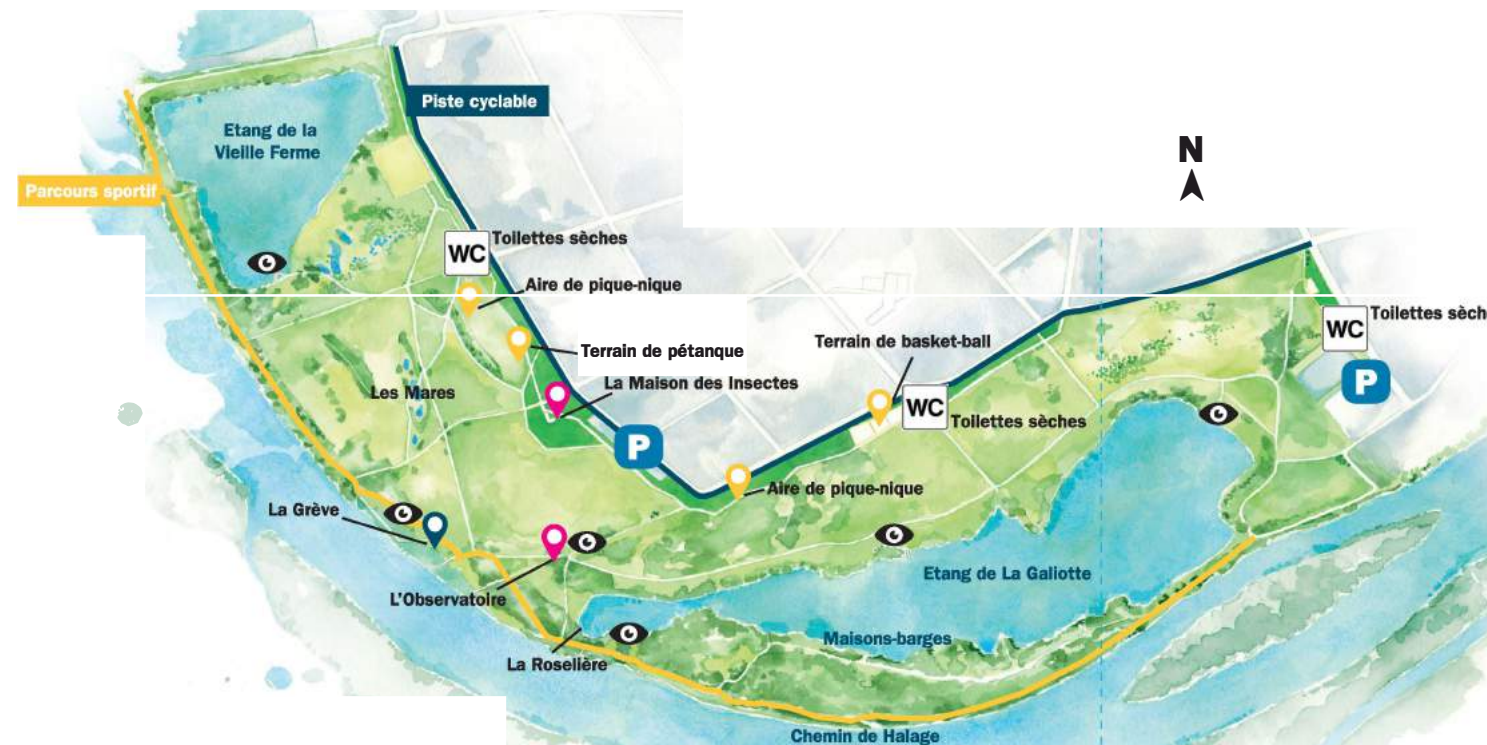 Piste cyclable
Etang de la
Vieille Ferme
N
Parcours sportif
WC
Toilettes sèches
Aire de pique-nique
Toilettes sèch
WC
Terrain de pétanque
Terrain de basket-ball
La Maison des Insectes
P
Les Mares
WC
Toilettes sèches
P
Aire de pique-nique
La Grève
Etang de La Galiotte
L'Observatoire
Maisons-barges
La Roselière
Chemin de Halage